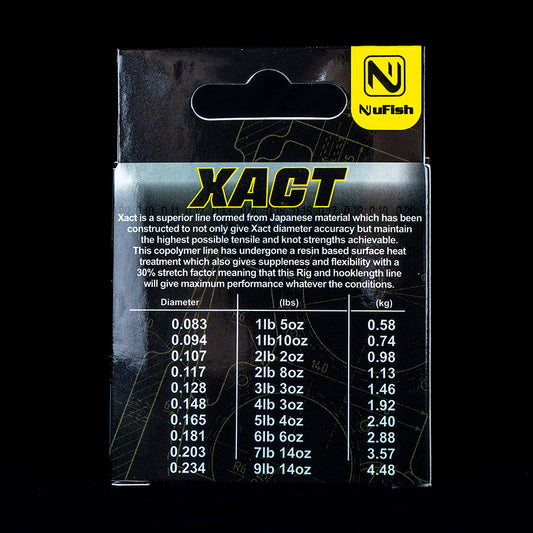 NuFish
XACT
Xact is a superior line formed from Japanese material which has been
constructed to not only give Xact diameter accuracy but maintain
the highest possible tensile and knot strengths achievable.
This copolymer line has undergone a resin based surface heat
treatment which also gives suppleness and flexibility with a
30% stretch factor meaning that this Rig and hooklength line
will give maximum performance whatever the conditions.
Diameter (lbs) (kg)
0.083 1lb 5oz 0.58
0.094 1lb10oz 0.74
0.107 2lb 2oz 0.98
0.117 2lb 8oz 1.13
0.128 3lb 3oz 1.46
0.148 4lb 3oz 1.92
0.165 5lb 4oz 2.40
0.181 6lb 6oz 2.88
0.203 7lb 14oz 3.57
0.234 9lb 14oz 4.48
R6
140
R6